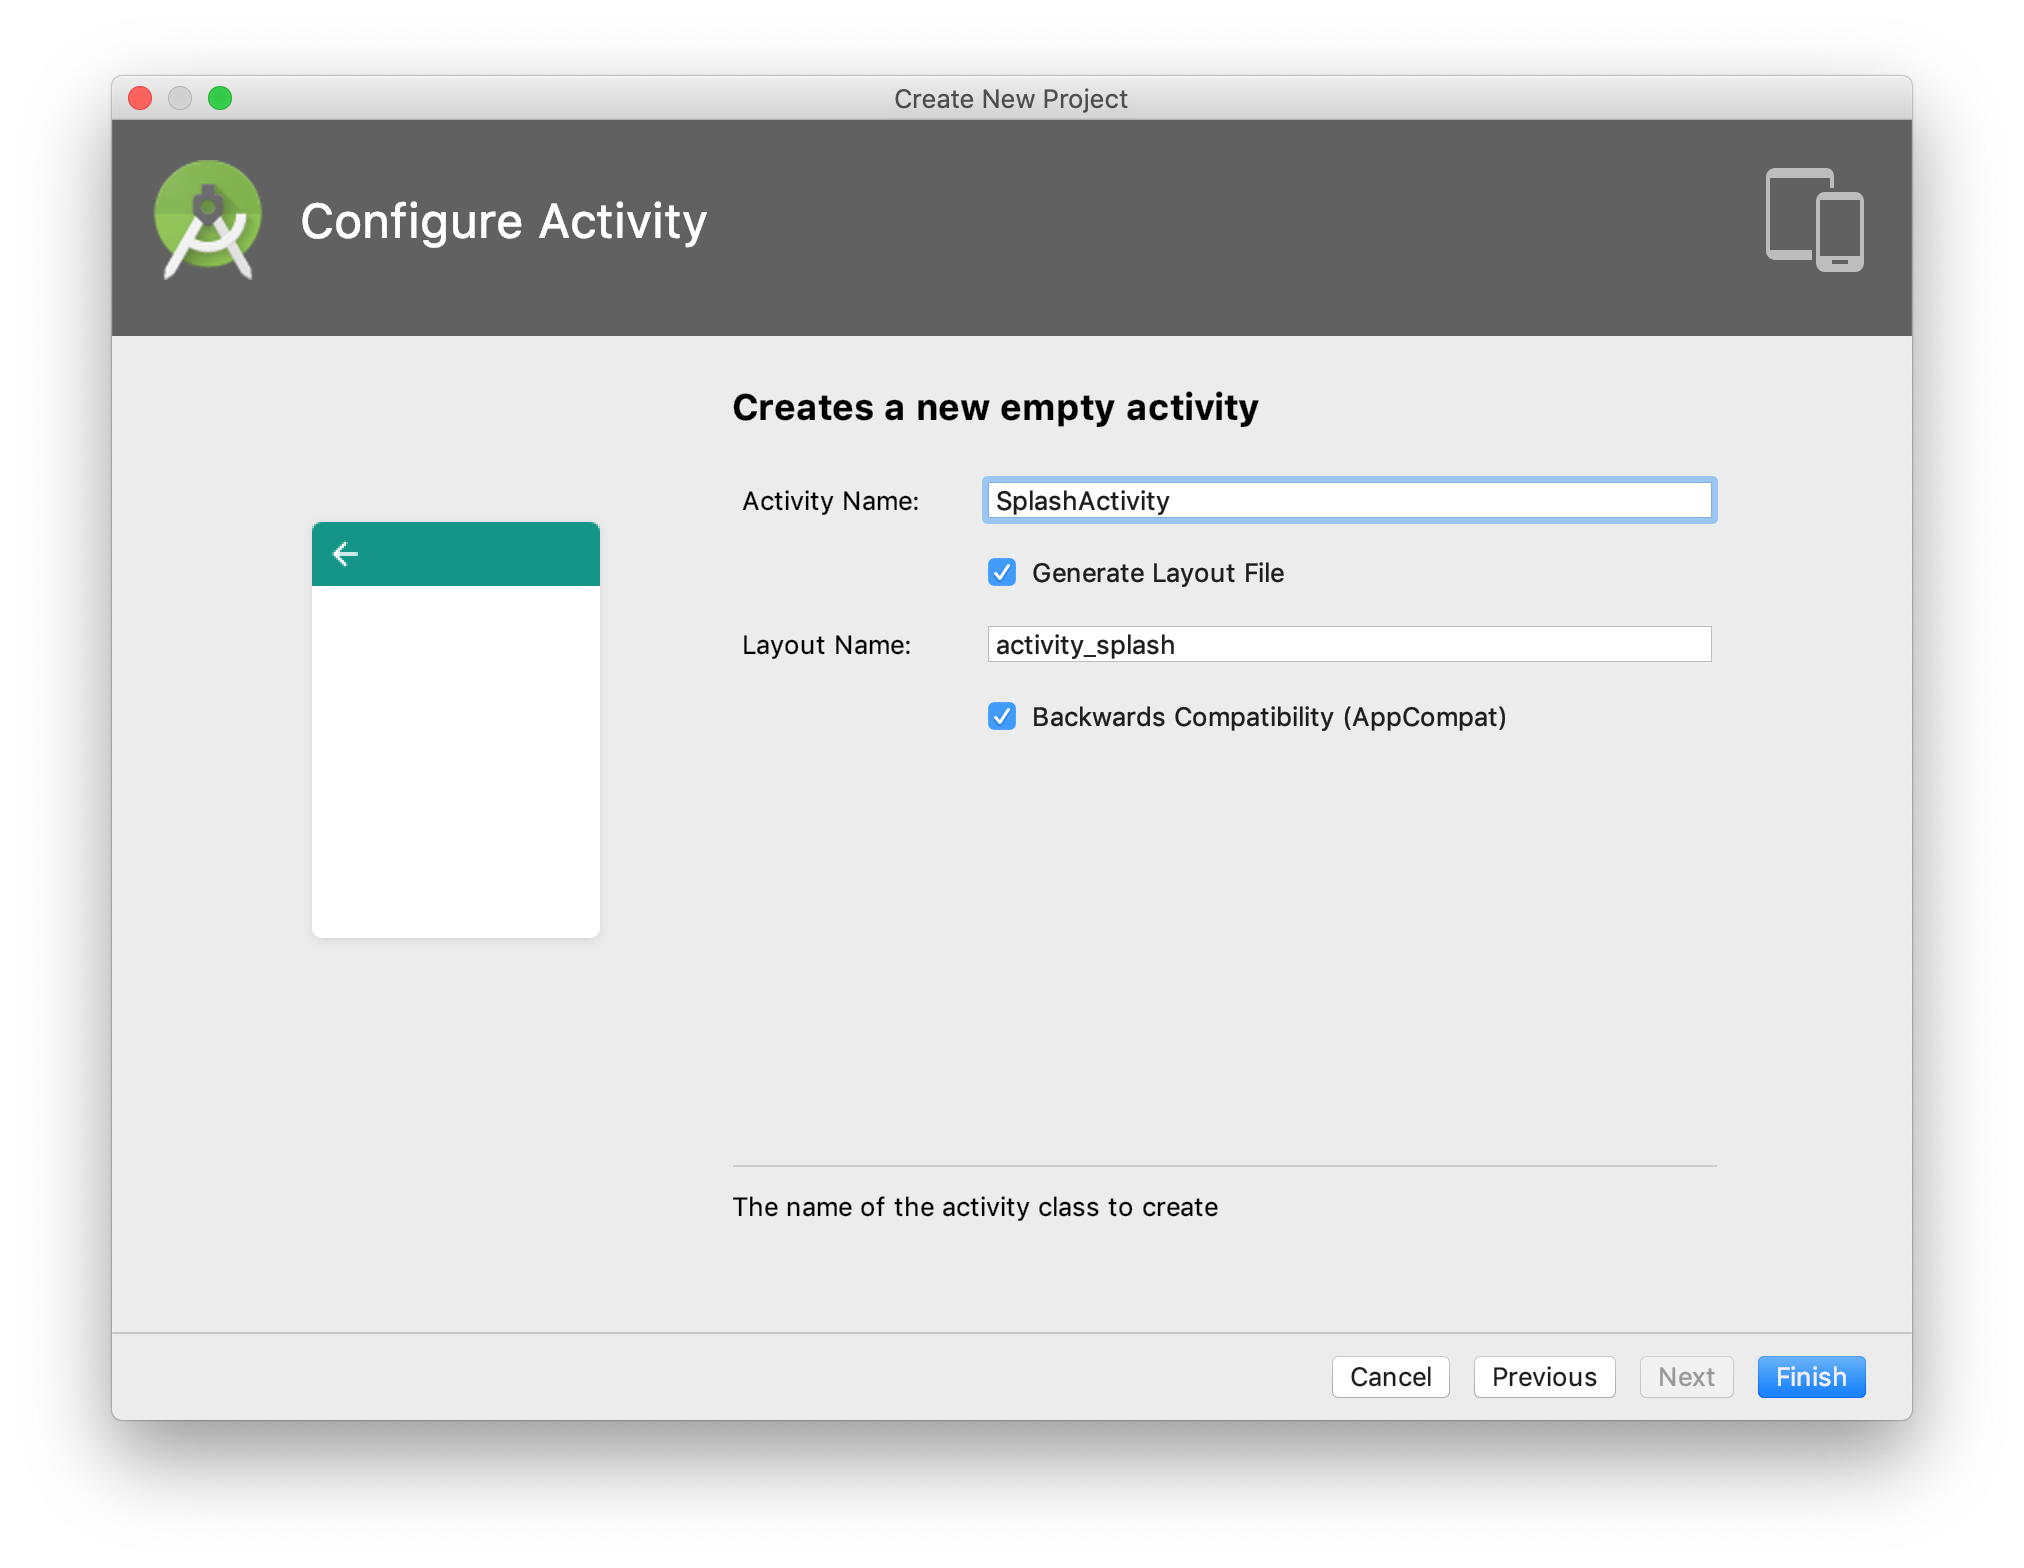 Create New Project
Configure Activity
Creates a new empty activity
Activity Name: SplashActivity
Generate Layout File
Layout Name: activity_splash
Backwards Compatibility (AppCompat)
The name of the activity class to create
Cancel Previous Next Finish